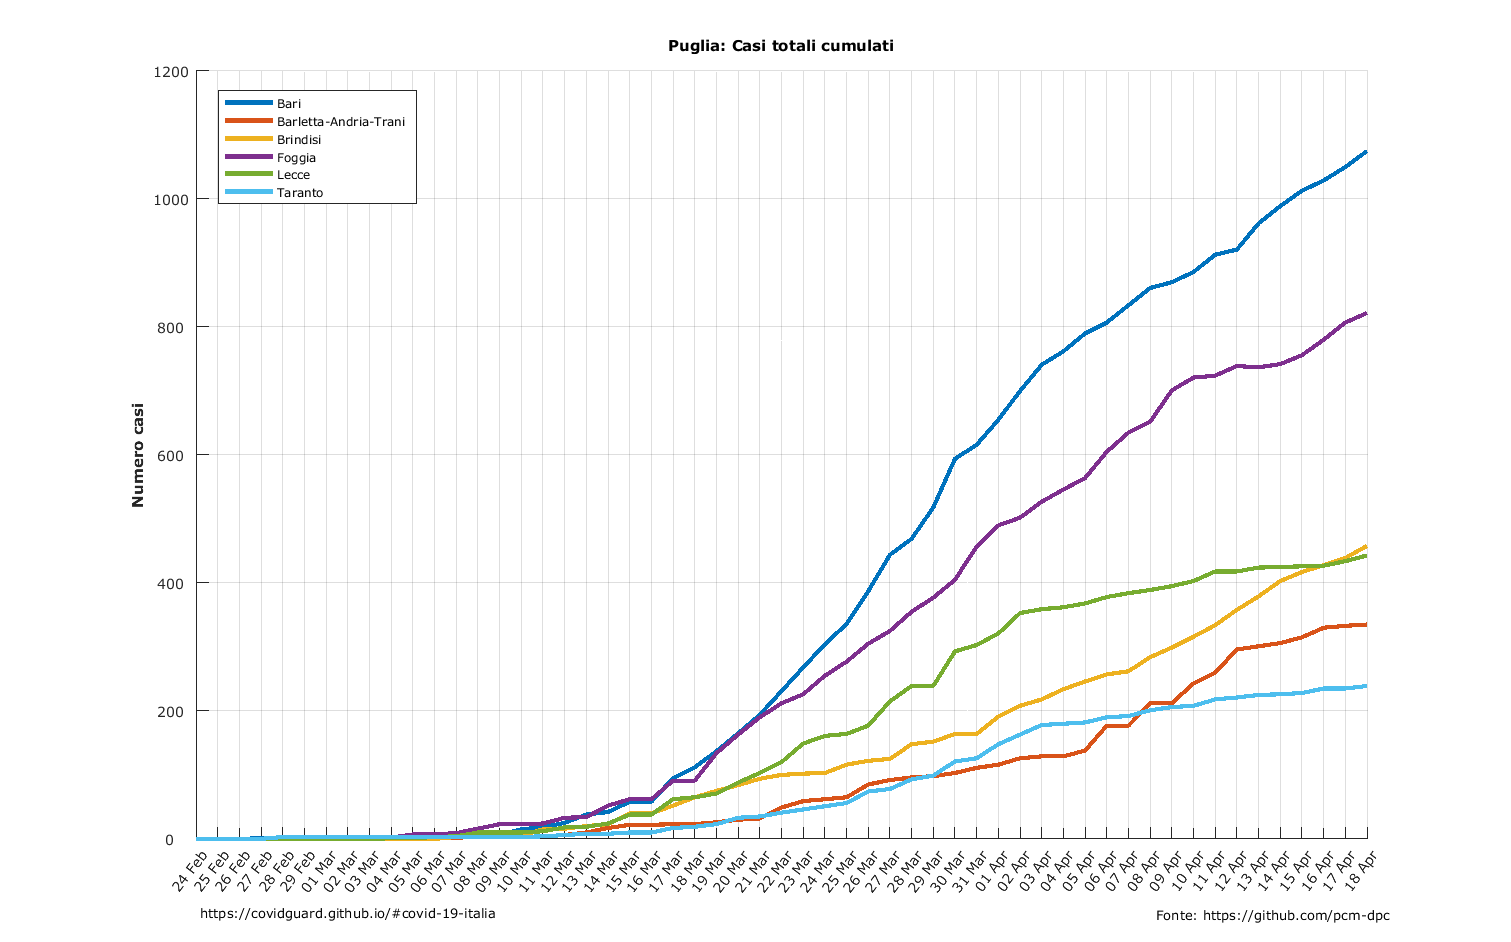 Puglia: Casi totali cumulati
1200
1000
800
600
400
200
0
Numero casi
Bari
Barletta-Andria-Trani
Brindisi
Foggia
Lecce
Taranto
24 Feb
25 Feb
26 Feb
27 Feb
28 Feb
29 Feb
01 Mar
02 Mar
03 Mar
04 Mar
05 Mar
06 Mar
07 Mar
08 Mar
09 Mar
10 Mar
11 Mar
12 Mar
13 Mar
14 Mar
15 Mar
16 Mar
17 Mar
18 Mar
19 Mar
20 Mar
21 Mar
22 Mar
23 Mar
24 Mar
25 Mar
26 Mar
27 Mar
28 Mar
29 Mar
30 Mar
31 Mar
01 Apr
02 Apr
03 Apr
04 Apr
05 Apr
06 Apr
07 Apr
08 Apr
09 Apr
10 Apr
11 Apr
12 Apr
13 Apr
14 Apr
15 Apr
16 Apr
17 Apr
18 Apr
https://covidguard.github.io/#covid-19-italia
Fonte: https://github.com/pcm-dpc